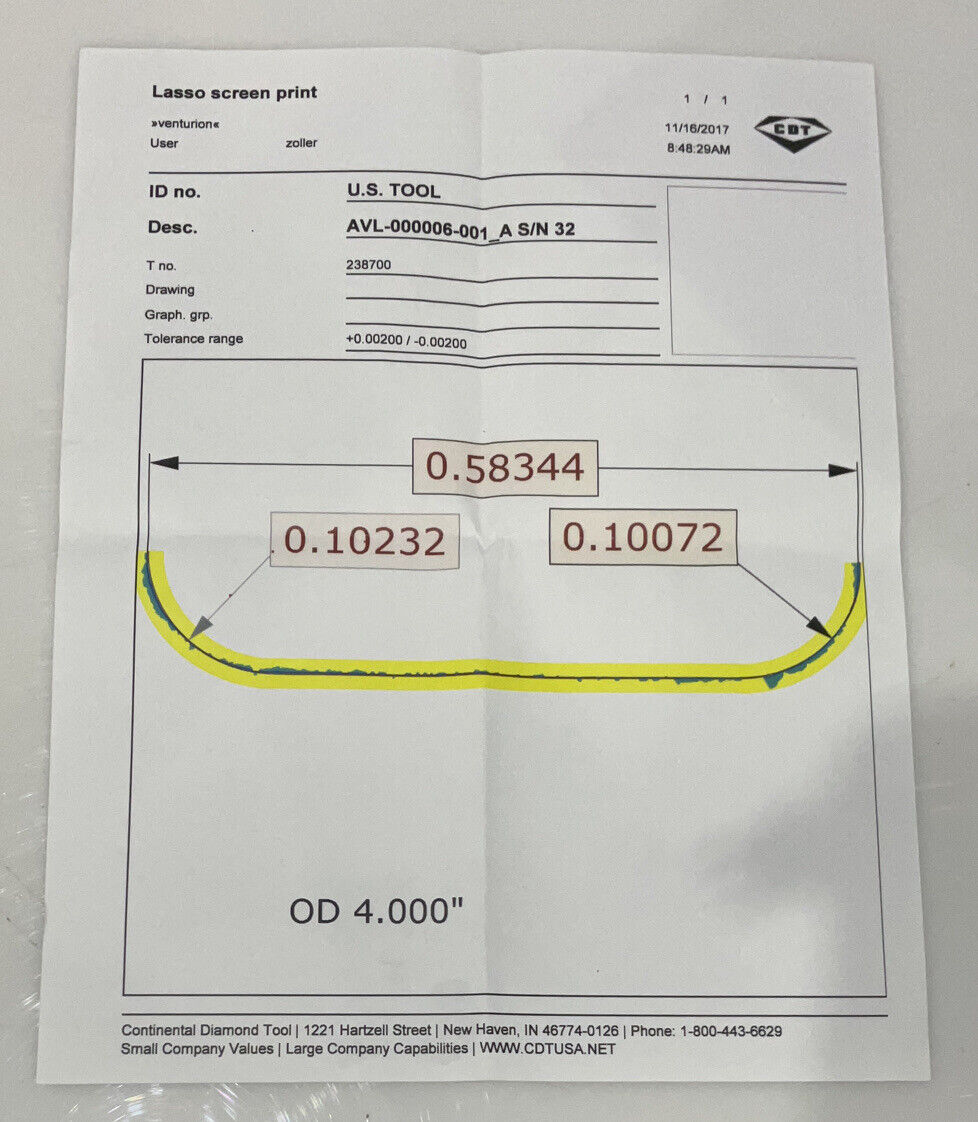 Lasso screen print
1 / 1
»venturion«
11/16/2017
CDT
User zoller
8:48:29AM
ID no. U.S. TOOL
Desc. AVL-000006-001_A S/N 32
T no. 238700
Drawing
Graph. grp.
Tolerance range +0.00200 / -0.00200
0.58344
0.10232 0.10072
OD 4.000"
Continental Diamond Tool | 1221 Hartzell Street | New Haven, IN 46774-0126 | Phone: 1-800-443-6629
Small Company Values | Large Company Capabilities | WWW.CDTUSA.NET